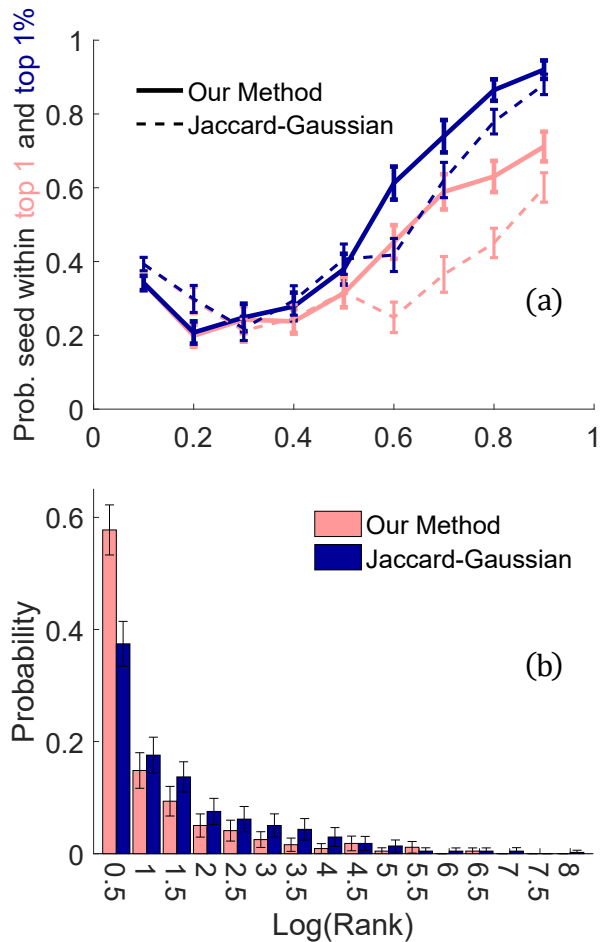 Prob. seed within top 1 and top 1%
1
0.8
0.6
0.4
0.2
0
Our Method
Jaccard-Gaussian
(a)
0 0.2 0.4 0.6 0.8 1
Probability
0.6
0.4
0.2
0
Our Method
Jaccard-Gaussian
(b)
0.5 1 1.5 2 2.5 3 3.5 4 4.5 5 5.5 6 6.5 7 7.5 8
Log(Rank)